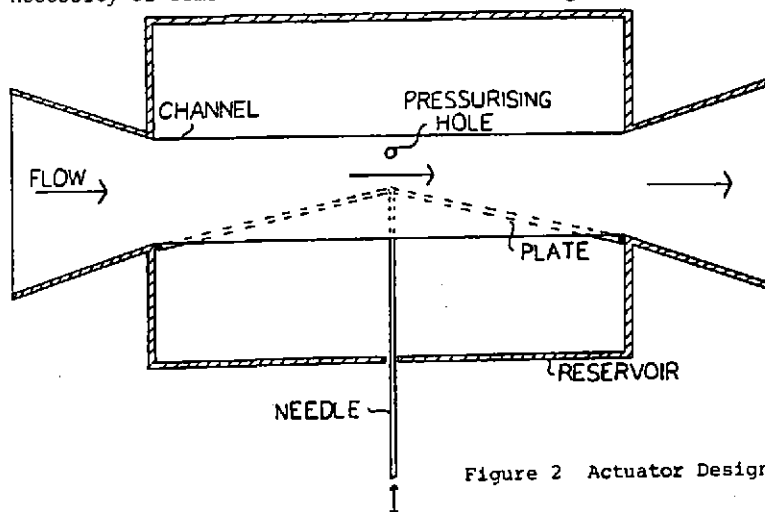 PRESSURISING
CHANNEL
HOLE
FLOW
PLATE
RESERVOIR
NEEDLE
Figure 2 Actuator Design